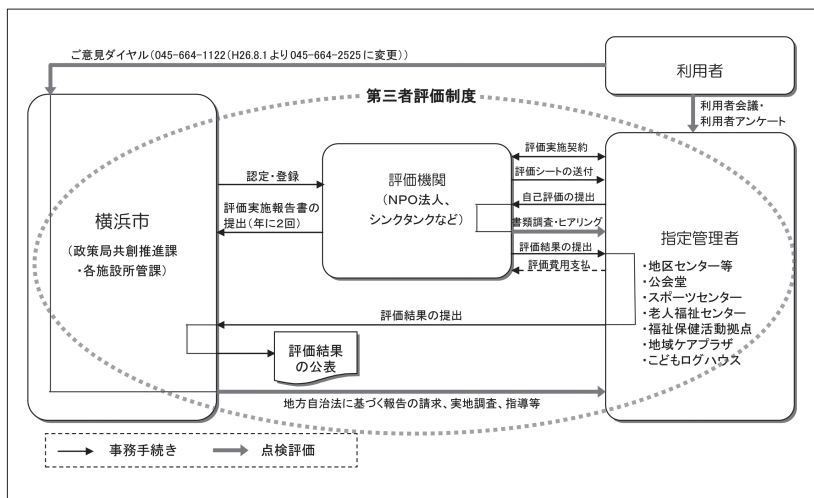 ご意見ダイヤル(045-664-1122(H26.8.1より045-664-2525に変更))
利用者
第三者評価制度
利用者会議・
利用者アンケート
横浜市
(政策局共創推進課
・各施設所管課)
認定・登録
評価実施報告書の
提出(年に2回)
評価機関
(NPO法人、
シンクタンクなど)
評価実施契約
評価シートの送付
自己評価の提出
書類調査・ヒアリング
評価結果の提出
評価費用支払
指定管理者
・地区センター等
・公会堂
・スポーツセンター
・老人福祉センター
・福祉保健活動拠点
・地域ケアプラザ
・こどもログハウス
評価結果の提出
評価結果
の公表
地方自治法に基づく報告の請求、実地調査、指導等
事務手続き
点検評価